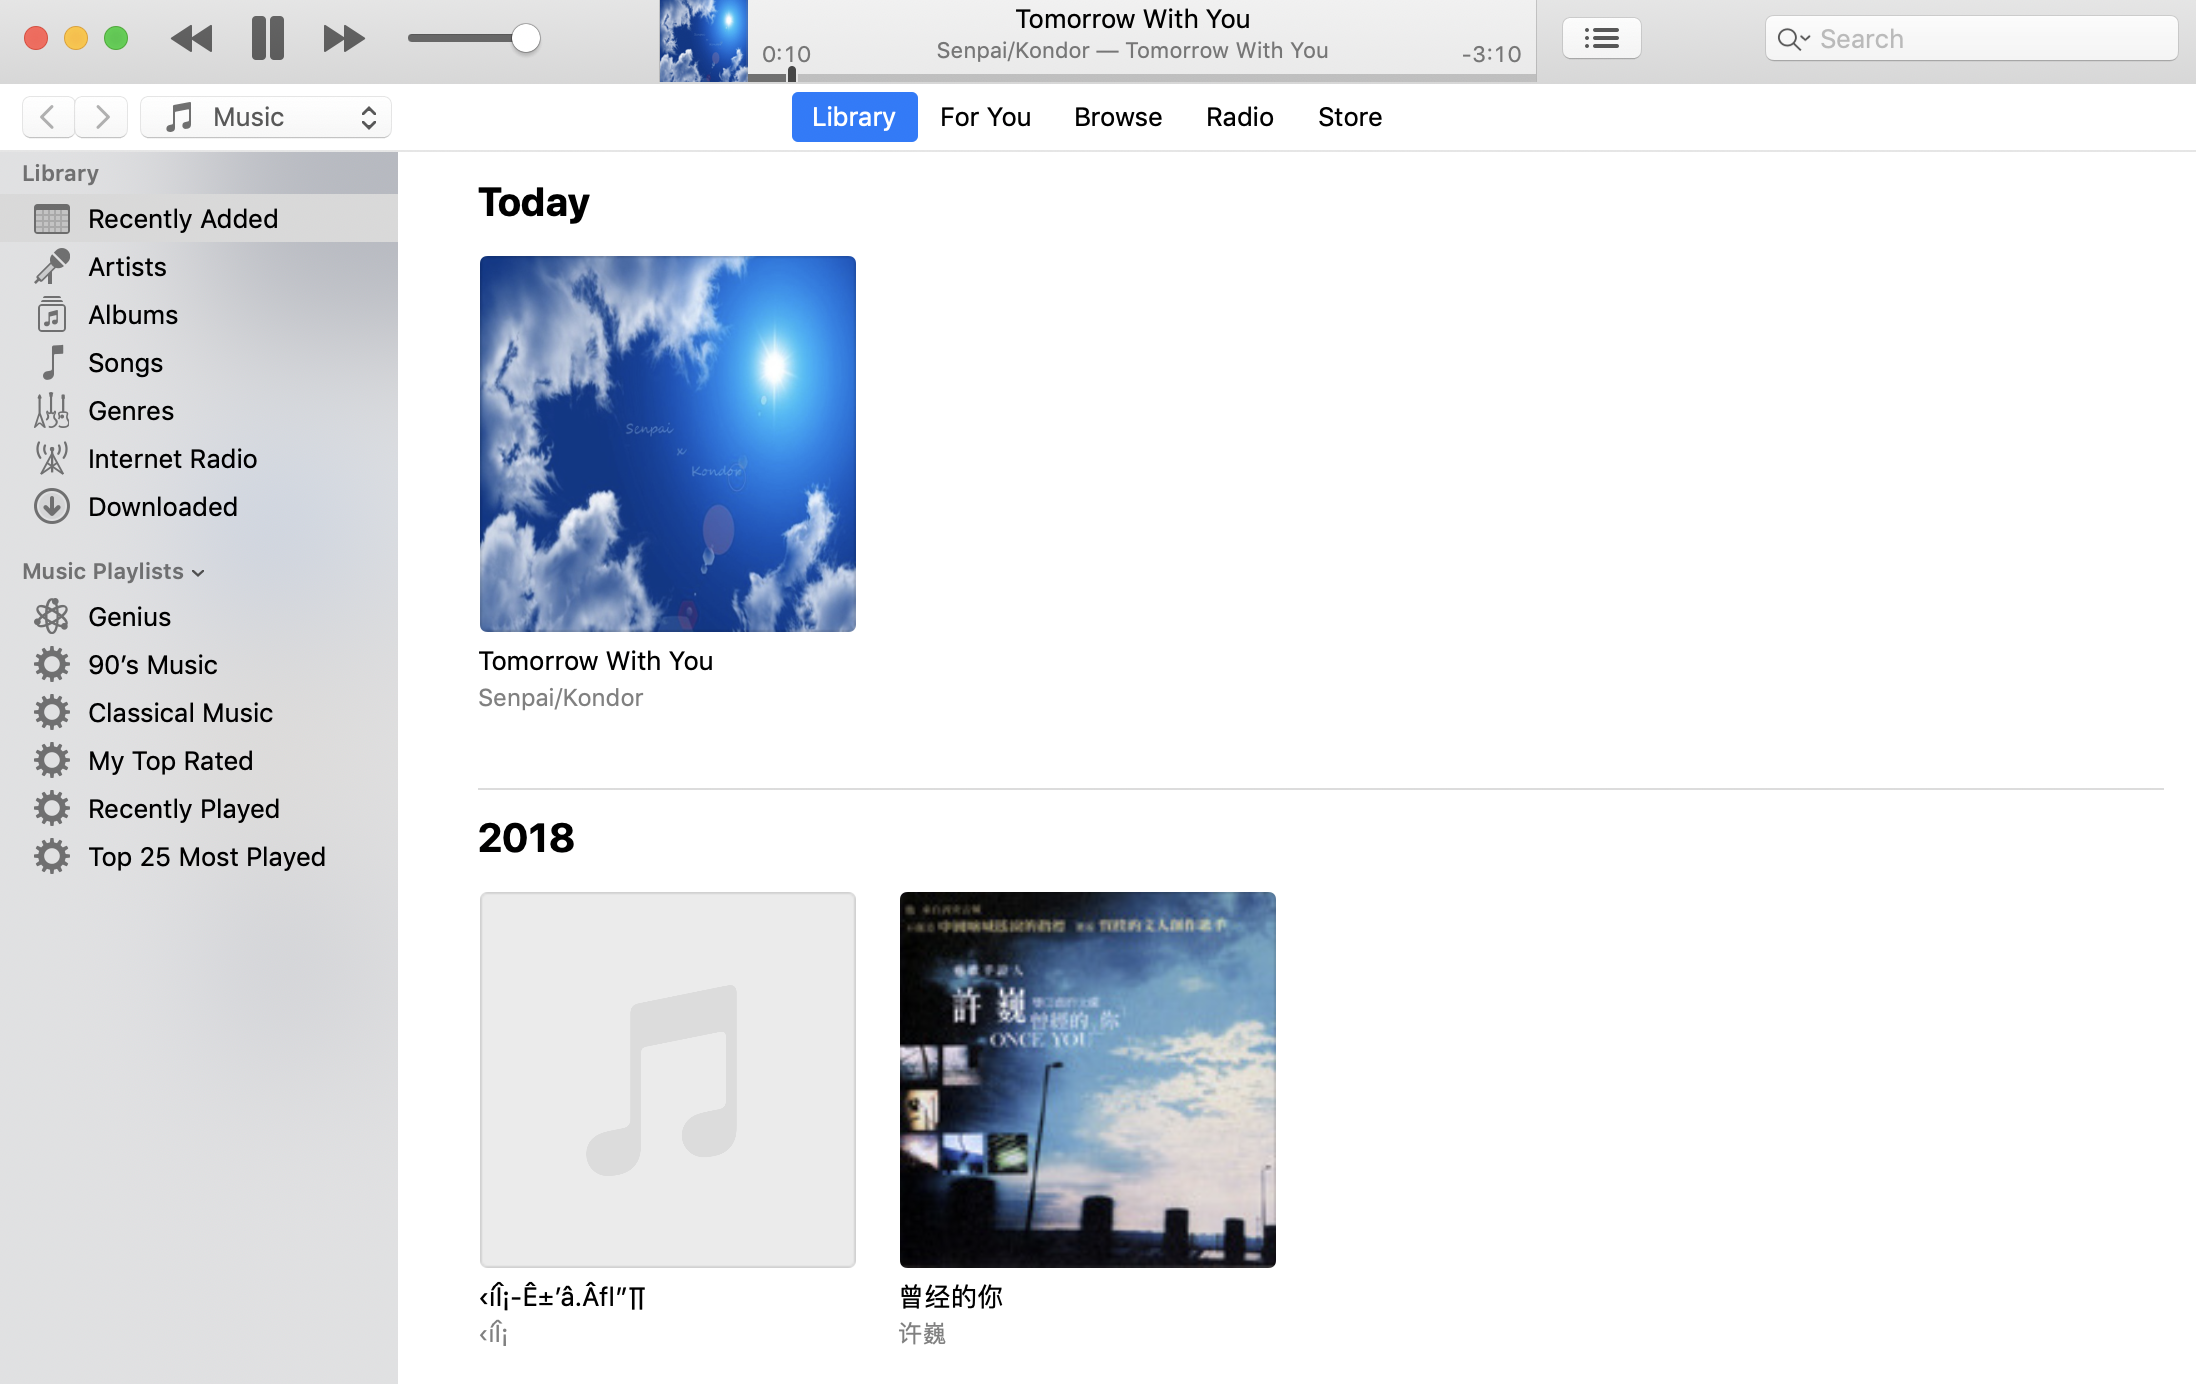 Tomorrow With You
0:10
Senpai/Kondor — Tomorrow With You
-3:10
Search
Music
Library
For You
Browse
Radio
Store
Library
Recently Added
Artists
Albums
Songs
Genres
Internet Radio
Downloaded
Music Playlists
Genius
90’s Music
Classical Music
My Top Rated
Recently Played
Top 25 Most Played
Today
Senpai
x
Kondor
Tomorrow With You
Senpai/Kondor
2018
許 巍
曾經的 你
ONCE YOU
‹íÎ¡-Ê±’â.Âfl”∏
‹íÎ¡
曾经的你
许巍